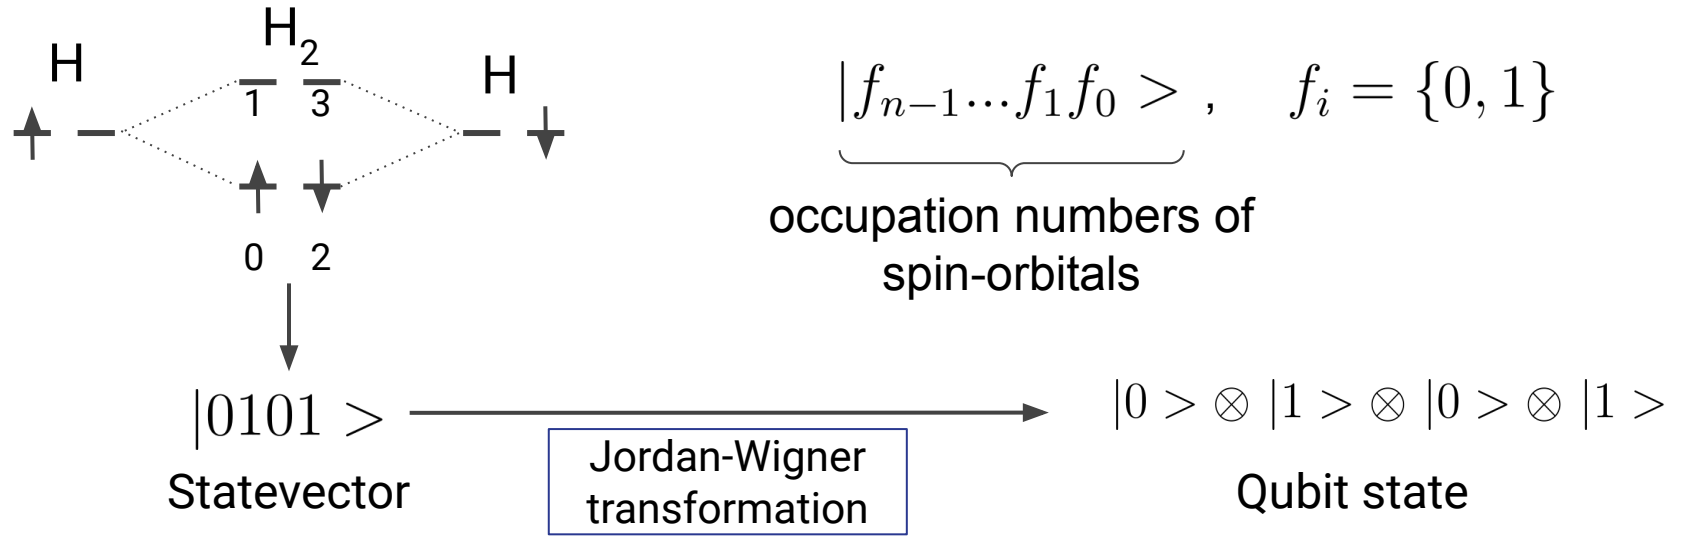 H
H₂
H
1 3
0 2
|f_{n−1}...f₁f₀ > , fᵢ = {0, 1}
occupation numbers of
spin-orbitals
|0101 >
Statevector
Jordan-Wigner
transformation
|0 > ⊗ |1 > ⊗ |0 > ⊗ |1 >
Qubit state